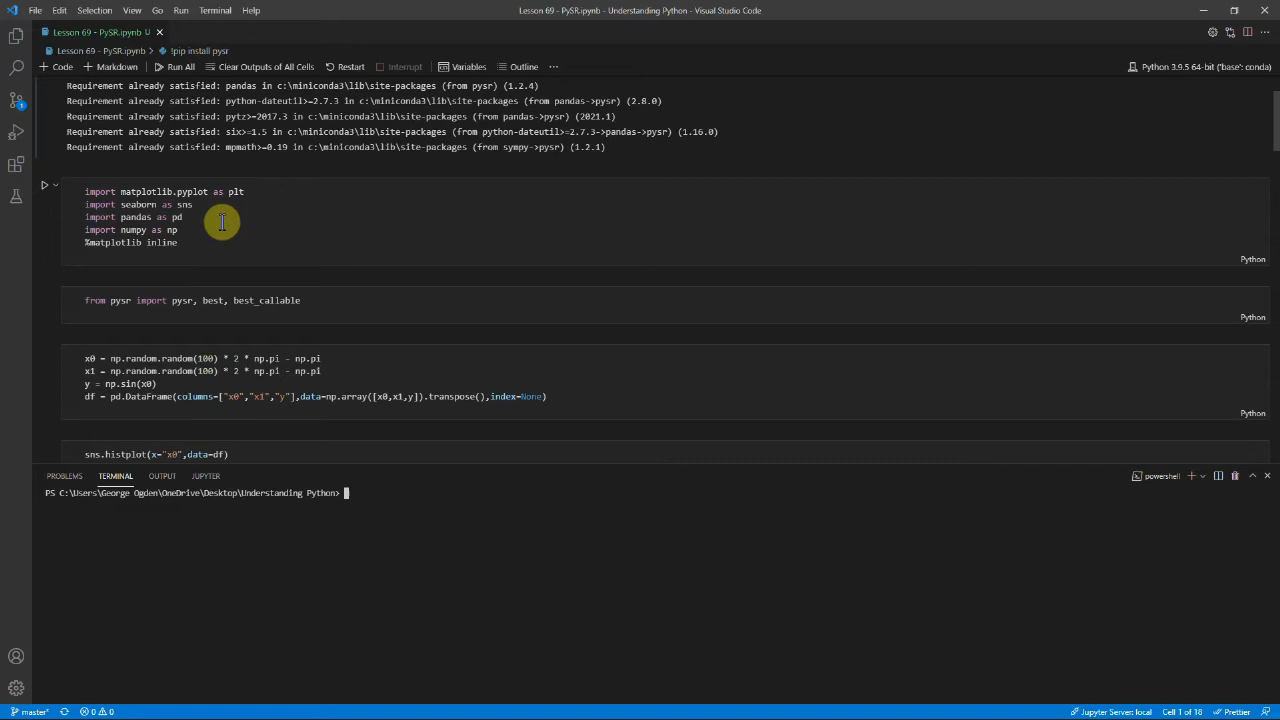 File Edit Selection View Go Run Terminal Help
Lesson 69 - PySR.ipynb - Understanding Python - Visual Studio Code
Lesson 69 - PySR.ipynb U
Lesson 69 - PySR.ipynb > !pip install pysr
+ Code + Markdown Run All Clear Outputs of All Cells Restart Interrupt Variables Outline ... Python 3.9.5 64-bit ('base': conda)
Requirement already satisfied: pandas in c:\miniconda3\lib\site-packages (from pysr) (1.2.4)
Requirement already satisfied: python-dateutil>=2.7.3 in c:\miniconda3\lib\site-packages (from pandas->pysr) (2.8.0)
Requirement already satisfied: pytz>=2017.3 in c:\miniconda3\lib\site-packages (from pandas->pysr) (2021.1)
Requirement already satisfied: six>=1.5 in c:\miniconda3\lib\site-packages (from python-dateutil>=2.7.3->pandas->pysr) (1.16.0)
Requirement already satisfied: mpmath>=0.19 in c:\miniconda3\lib\site-packages (from sympy->pysr) (1.2.1)
import matplotlib.pyplot as plt
import seaborn as sns
import pandas as pd
import numpy as np
%matplotlib inline
Python
from pysr import pysr, best, best_callable
Python
x0 = np.random.random(100) * 2 * np.pi - np.pi
x1 = np.random.random(100) * 2 * np.pi - np.pi
y = np.sin(x0)
df = pd.DataFrame(columns=["x0","x1","y"],data=np.array([x0,x1,y]).transpose(),index=None)
Python
sns.histplot(x="x0",data=df)
PROBLEMS TERMINAL OUTPUT JUPYTER powershell
PS C:\Users\George Ogden\OneDrive\Desktop\Understanding Python>
1
master* 0 0 Jupyter Server: local Cell 1 of 18 Prettier